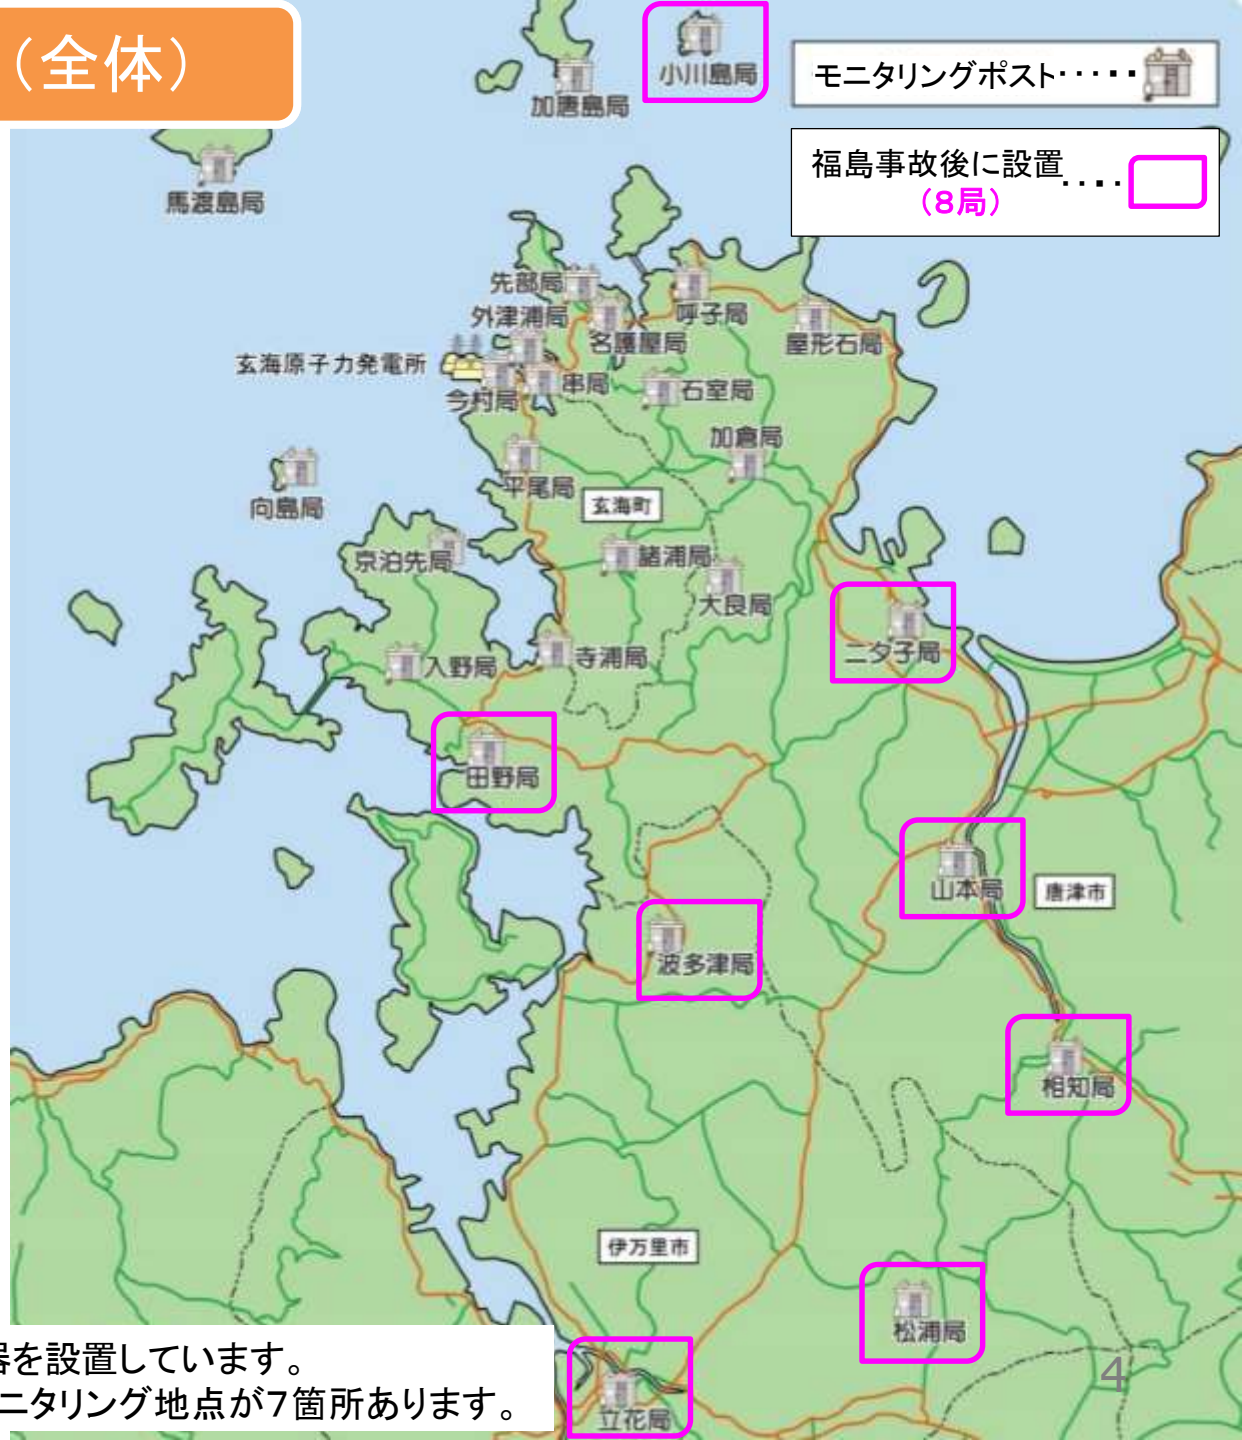 （全体）
小川島局
モニタリングポスト・・・・・
加唐島局
福島事故後に設置・・・・
（8局）
馬渡島局
先部局
外津浦局
呼子局
名護屋局
屋形石局
玄海原子力発電所
串局
今村局
石室局
加倉局
平尾局
玄海町
向島局
京泊先局
諸浦局
大良局
二タ子局
寺浦局
入野局
田野局
山本局
唐津市
波多津局
相知局
伊万里市
松浦局
器を設置しています。
ニタリング地点が7箇所あります。
立花局
4